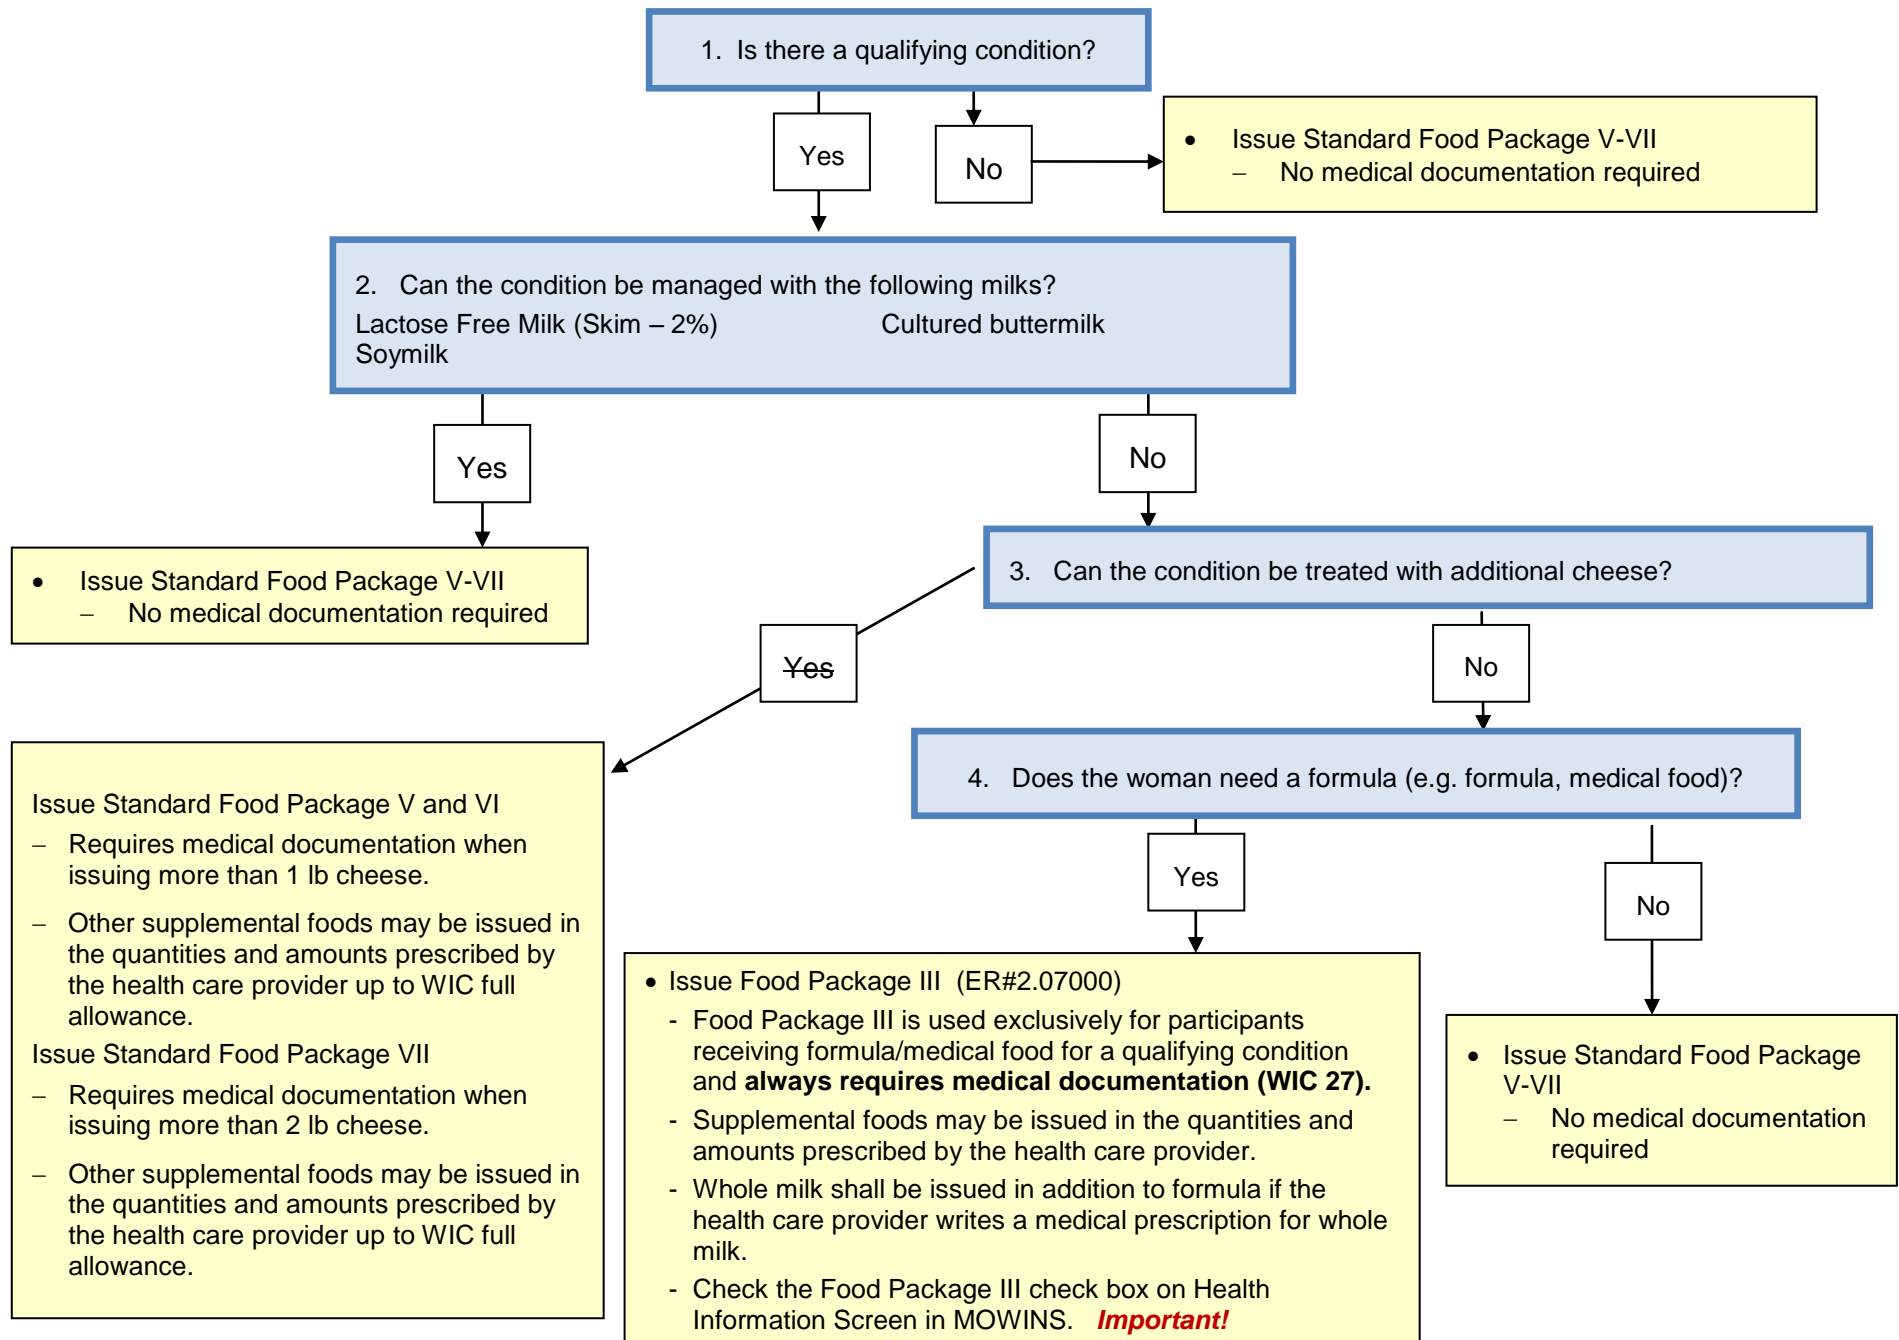 1. Is there a qualifying condition?
Yes
No
• Issue Standard Food Package V-VII
– No medical documentation required
2. Can the condition be managed with the following milks?
Lactose Free Milk (Skim – 2%) Cultured buttermilk
Soymilk
Yes
No
• Issue Standard Food Package V-VII
– No medical documentation required
3. Can the condition be treated with additional cheese?
Yes
No
Issue Standard Food Package V and VI
– Requires medical documentation when
issuing more than 1 lb cheese.
– Other supplemental foods may be issued in
the quantities and amounts prescribed by
the health care provider up to WIC full
allowance.
Issue Standard Food Package VII
– Requires medical documentation when
issuing more than 2 lb cheese.
– Other supplemental foods may be issued in
the quantities and amounts prescribed by
the health care provider up to WIC full
allowance.
4. Does the woman need a formula (e.g. formula, medical food)?
Yes
No
• Issue Food Package III (ER#2.07000)
- Food Package III is used exclusively for participants
receiving formula/medical food for a qualifying condition
and always requires medical documentation (WIC 27).
- Supplemental foods may be issued in the quantities and
amounts prescribed by the health care provider.
- Whole milk shall be issued in addition to formula if the
health care provider writes a medical prescription for whole
milk.
- Check the Food Package III check box on Health
Information Screen in MOWINS. Important!
• Issue Standard Food Package
V-VII
– No medical documentation
required